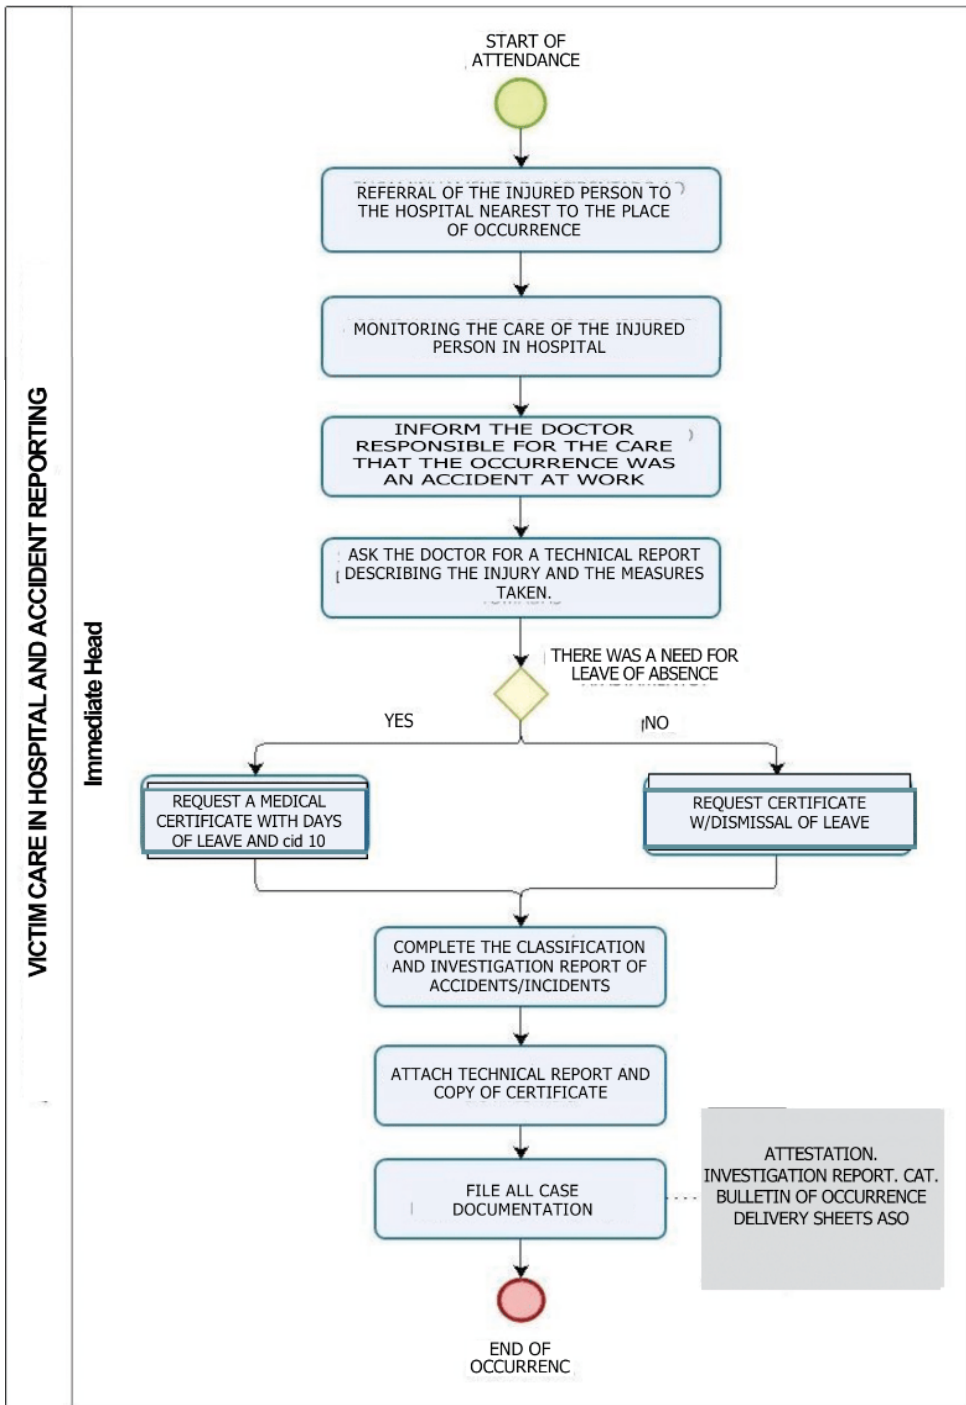 VICTIM CARE IN HOSPITAL AND ACCIDENT REPORTING
Immediate Head
START OF
ATTENDANCE
REFERRAL OF THE INJURED PERSON TO
THE HOSPITAL NEAREST TO THE PLACE
OF OCCURRENCE
MONITORING THE CARE OF THE INJURED
PERSON IN HOSPITAL
INFORM THE DOCTOR
RESPONSIBLE FOR THE CARE
THAT THE OCCURRENCE WAS
AN ACCIDENT AT WORK
ASK THE DOCTOR FOR A TECHNICAL REPORT
DESCRIBING THE INJURY AND THE MEASURES
TAKEN.
THERE WAS A NEED FOR
LEAVE OF ABSENCE
YES
NO
REQUEST A MEDICAL
CERTIFICATE WITH DAYS
OF LEAVE AND cid 10
REQUEST CERTIFICATE
W/DISMISSAL OF LEAVE
COMPLETE THE CLASSIFICATION
AND INVESTIGATION REPORT OF
ACCIDENTS/INCIDENTS
ATTACH TECHNICAL REPORT AND
COPY OF CERTIFICATE
FILE ALL CASE
DOCUMENTATION
ATTESTATION.
INVESTIGATION REPORT. CAT.
BULLETIN OF OCCURRENCE
DELIVERY SHEETS ASO
END OF
OCCURRENC